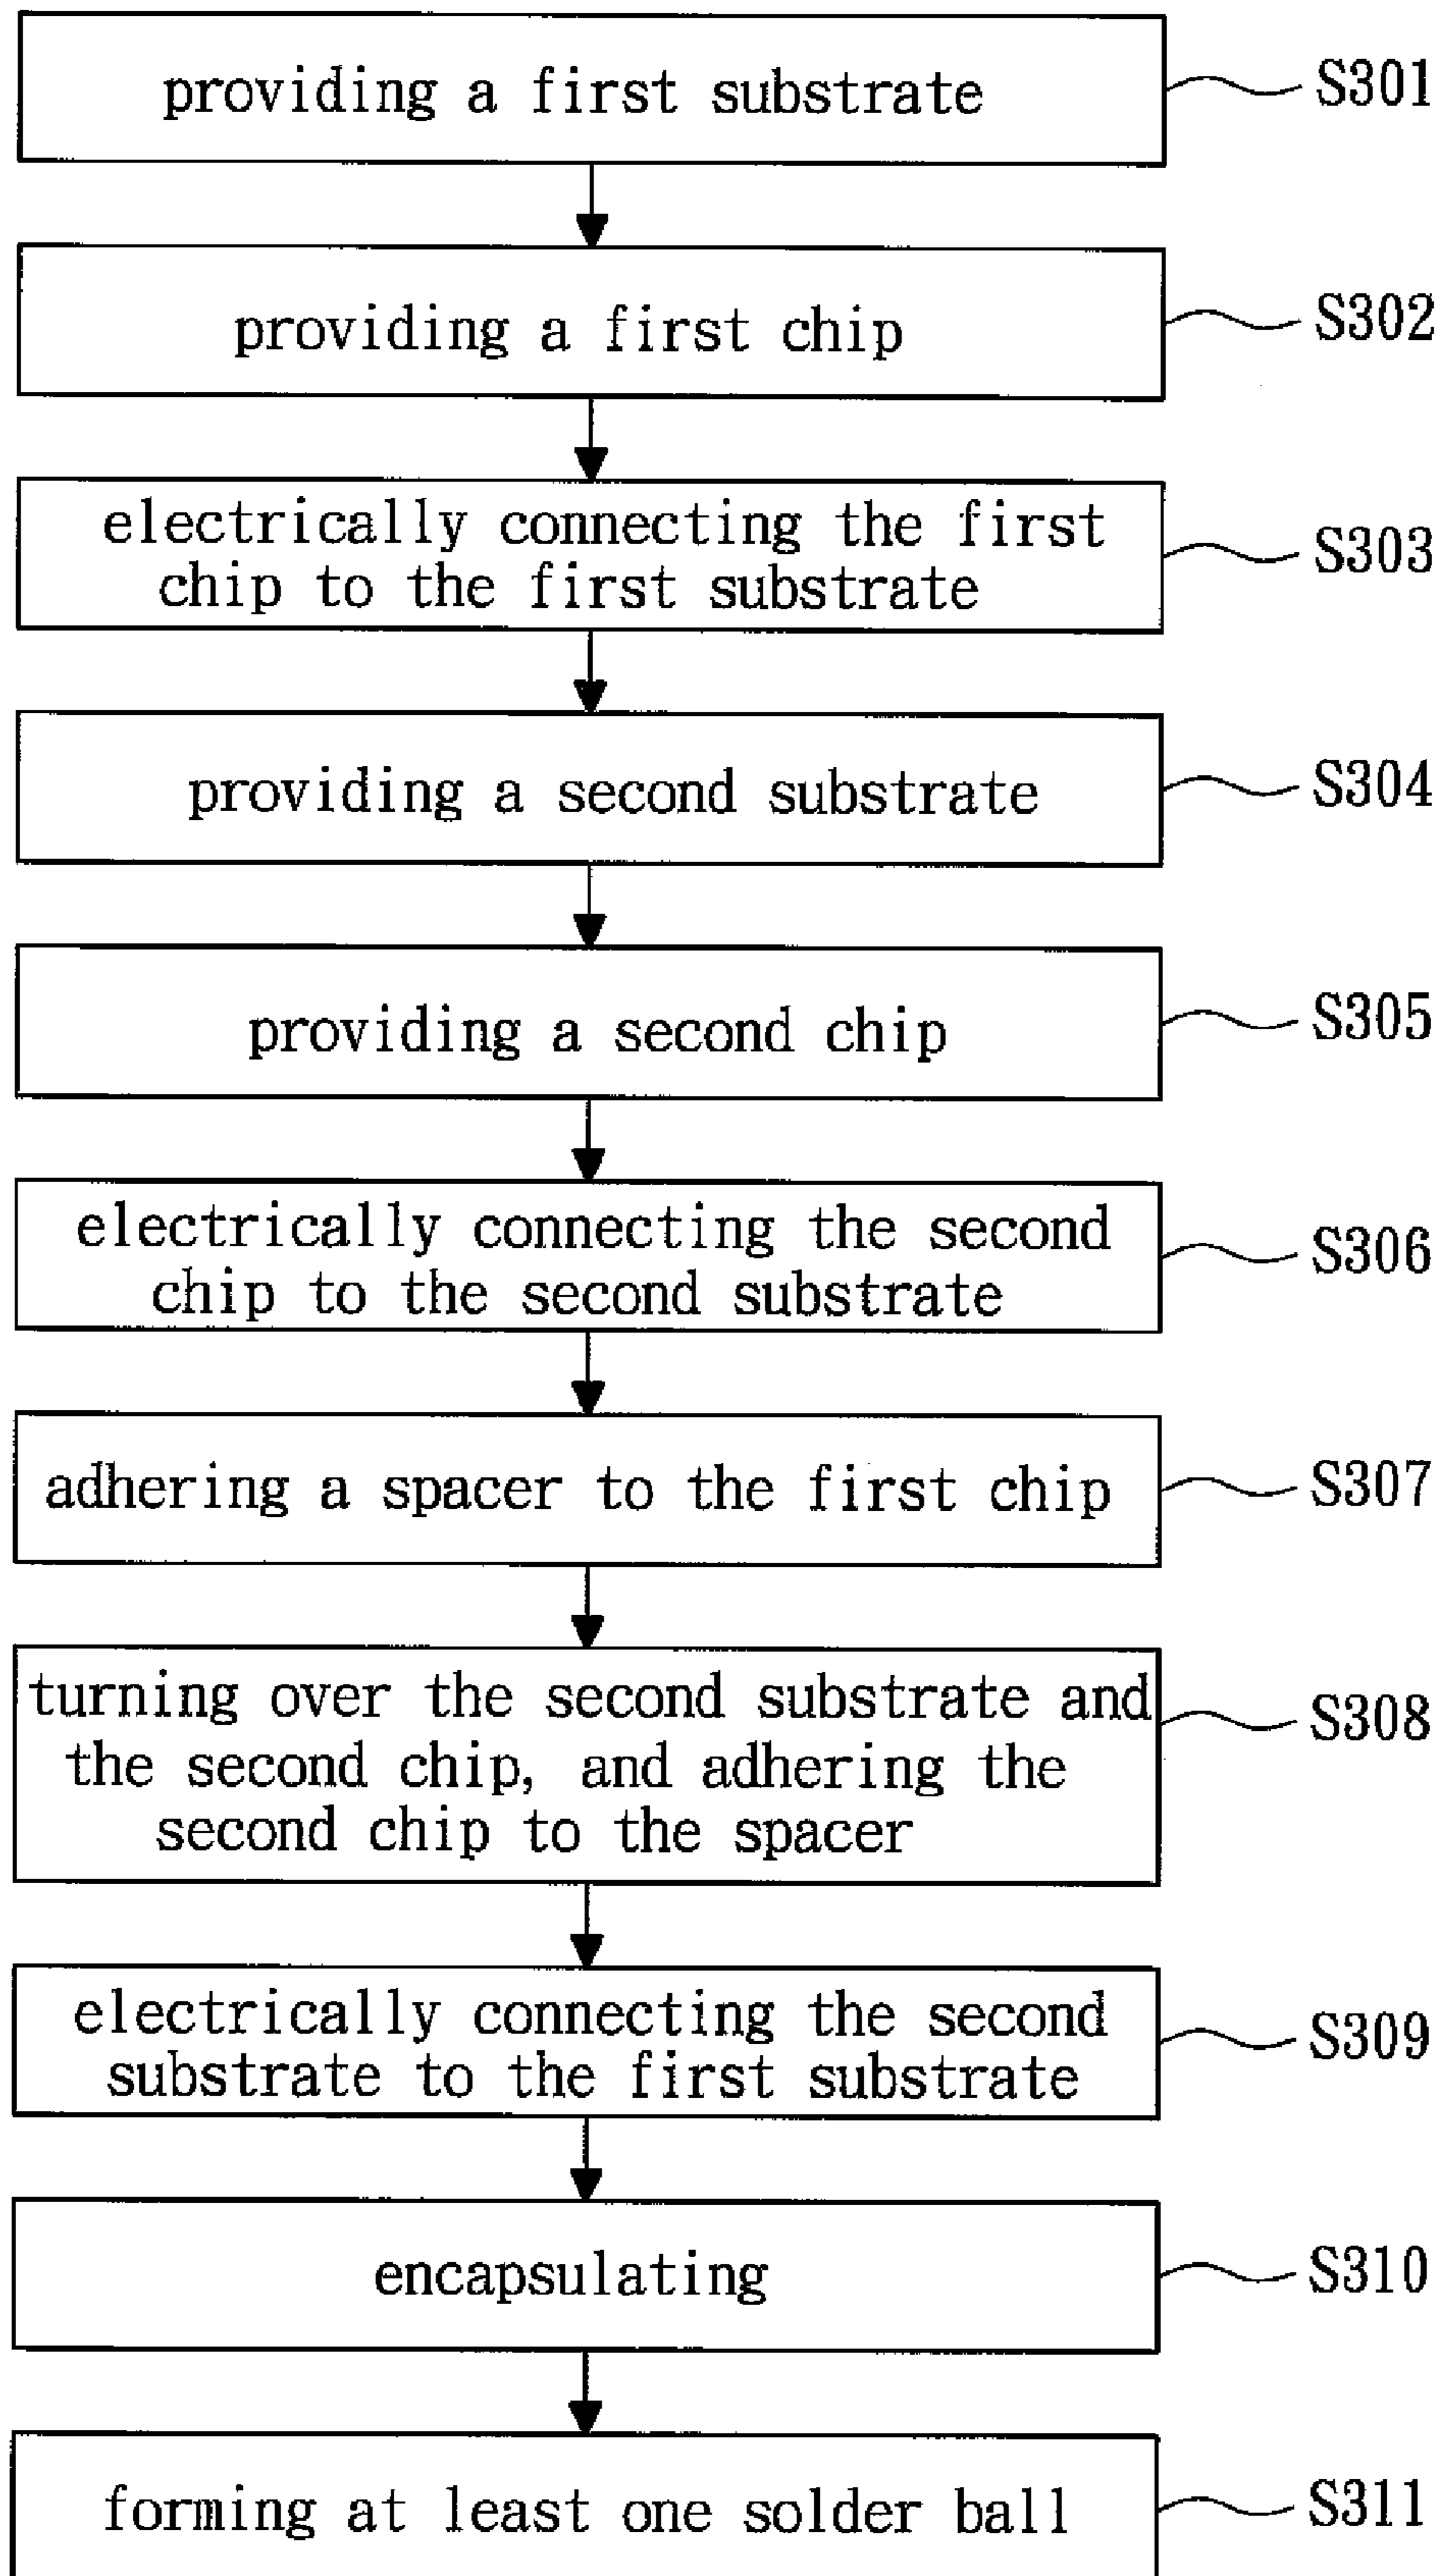 providing a first substrate
S301
providing a first chip
S302
electrically connecting the first
chip to the first substrate
S303
providing a second substrate
S304
providing a second chip
S305
electrically connecting the second
chip to the second substrate
S306
adhering a spacer to the first chip
S307
turning over the second substrate and
the second chip, and adhering the
second chip to the spacer
S308
electrically connecting the second
substrate to the first substrate
S309
encapsulating
S310
forming at least one solder ball
S311